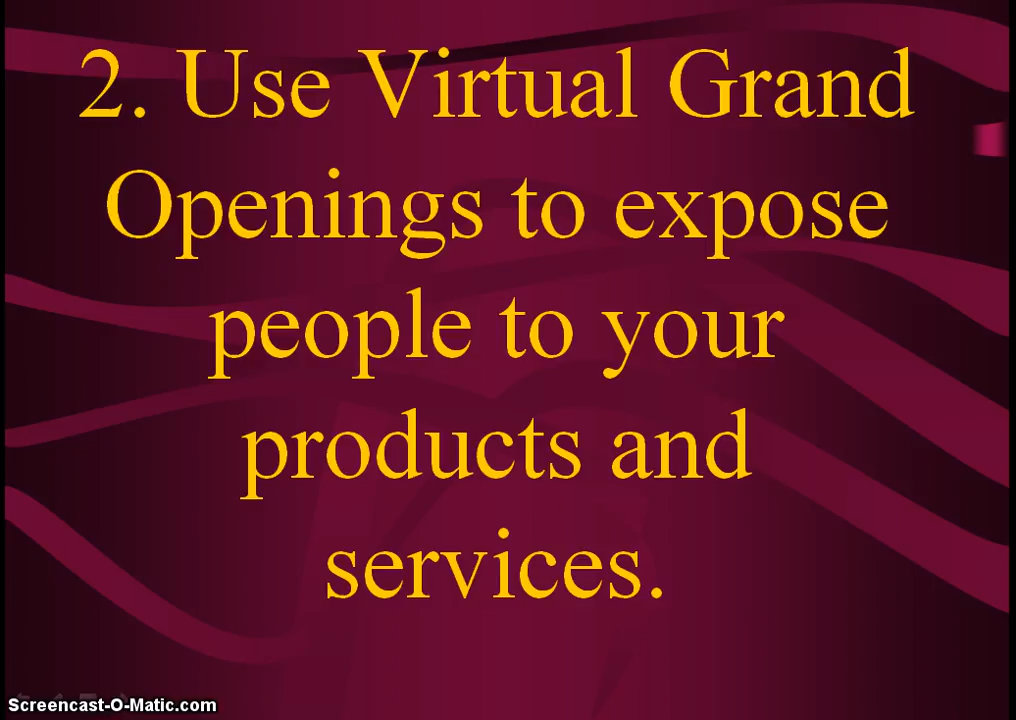 2. Use Virtual Grand
Openings to expose
people to your
products and
services.
Screencast-O-Matic.com